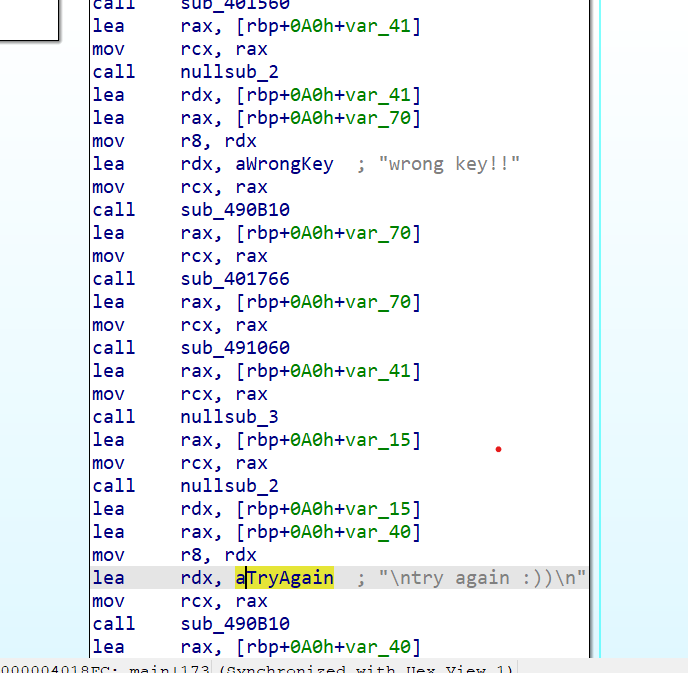 call    sub_401560
lea     rax, [rbp+0A0h+var_41]
mov     rcx, rax
call    nullsub_2
lea     rdx, [rbp+0A0h+var_41]
lea     rax, [rbp+0A0h+var_70]
mov     r8, rdx
lea     rdx, aWrongKey  ; "wrong key!!"
mov     rcx, rax
call    sub_490B10
lea     rax, [rbp+0A0h+var_70]
mov     rcx, rax
call    sub_401766
lea     rax, [rbp+0A0h+var_70]
mov     rcx, rax
call    sub_491060
lea     rax, [rbp+0A0h+var_41]
mov     rcx, rax
call    nullsub_3
lea     rax, [rbp+0A0h+var_15]
mov     rcx, rax
call    nullsub_2
lea     rdx, [rbp+0A0h+var_15]
lea     rax, [rbp+0A0h+var_40]
mov     r8, rdx
lea     rdx, aTryAgain  ; "\ntry again :))\n"
mov     rcx, rax
call    sub_490B10
lea     rax, [rbp+0A0h+var_40]
(Synchronized with Hex View-1)